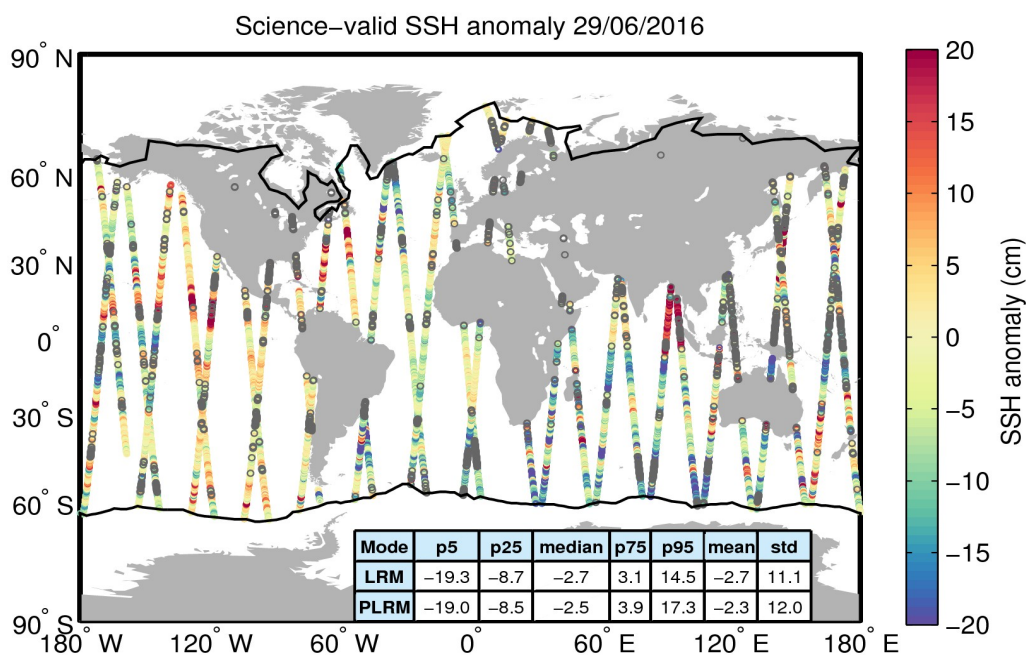 Science−valid SSH anomaly 29/06/2016
90° N
60° N
30° N
0°
30° S
60° S
90° S
180° W
120° W
60° W
0°
60° E
120° E
180° E
Mode p5 p25 median p75 p95 mean std
LRM −19.3 −8.7 −2.7 3.1 14.5 −2.7 11.1
PLRM −19.0 −8.5 −2.5 3.9 17.3 −2.3 12.0
20
15
10
5
0
−5
−10
−15
−20
SSH anomaly (cm)